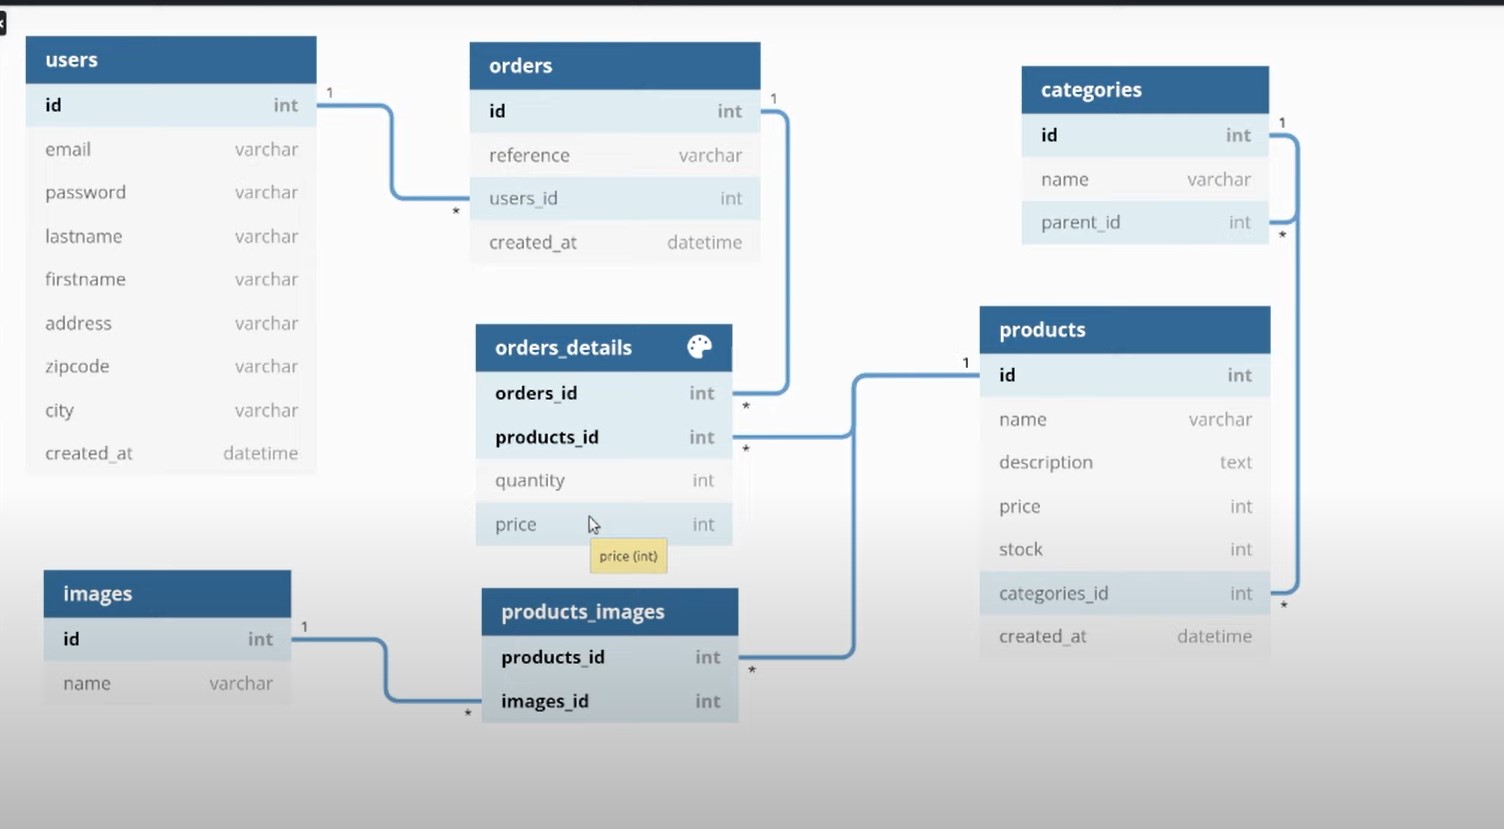 users
id int
email varchar
password varchar
lastname varchar
firstname varchar
address varchar
zipcode varchar
city varchar
created_at datetime
1
*
orders
id int
reference varchar
users_id int
created_at datetime
1
*
orders_details
orders_id int
products_id int
quantity int
price int
price (int)
*
1
categories
id int
name varchar
parent_id int
1
*
products
id int
name varchar
description text
price int
stock int
categories_id int
created_at datetime
*
images
id int
name varchar
1
*
products_images
products_id int
images_id int
*